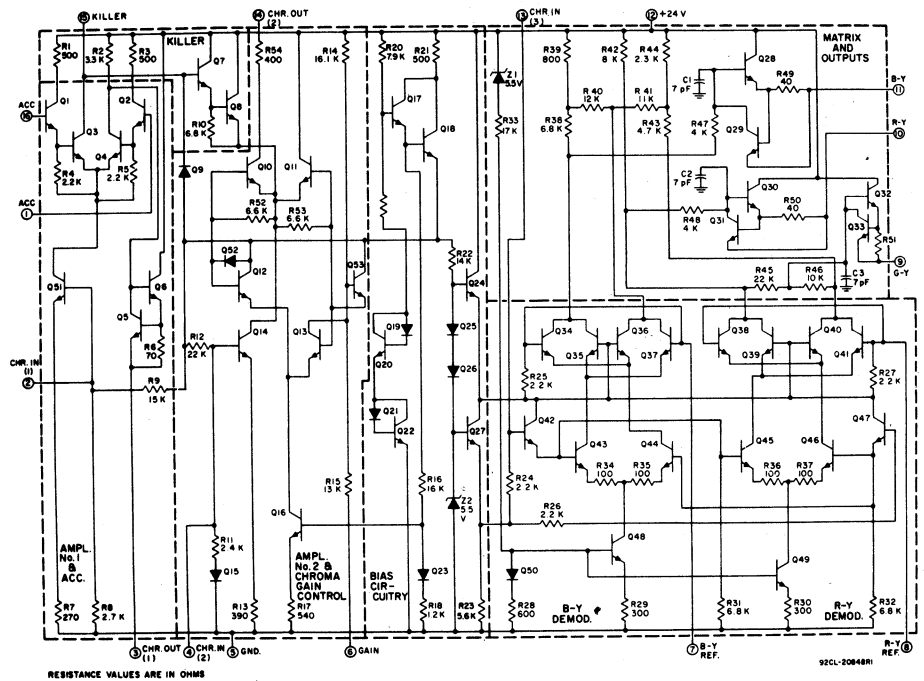 15 KILLER
14 CHR. OUT (2)
13 CHR. IN (3)
12 +24 V
R1 500
R2 3.3 K
R3 500
KILLER
Q7
R54 400
R14 16.1 K
R20 7.9K
R21 500
Z1 5.5V
R39 800
R42 8 K
R44 2.3 K
MATRIX AND OUTPUTS
Q28
R49 40
B-Y
11
C1 7 pF
R 40 12 K
R 41 11K
R-Y
10
ACC
16
Q1
Q2
Q8
Q17
R10 6.8 K
R33 17K
R38 6.8K
R43 4.7 K
R47 4 K
Q29
Q3
Q18
Q4
C2 7 pF
Q30
Q32
R4 2.2K
R5 2.2 K
Q9
Q10
Q11
R48 4 K
Q31
R50 40
Q33
R51
ACC
1
R52 6.6 K
R53 6.6 K
9
G-Y
Q52
Q12
Q53
R22 14 K
Q24
R45 22 K
R46 10 K
C3 7pF
Q51
Q6
Q5
R12 22 K
Q14
Q13
Q19
Q20
Q25
Q34
Q35
Q36
Q37
Q38
Q39
Q40
Q41
R6 70
CHR. IN (1)
2
R9 15 K
Q26
R25 2.2K
R27 2.2 K
Q21
Q22
Q27
Q42
Q43
Q44
Q45
Q46
Q47
R15 13 K
R16 16 K
R24 2.2 K
R34 100
R35 100
R36 100
R37 100
Z2 5.5 V
R26 2.2 K
Q16
R11 2.4 K
Q48
Q49
AMPL. No. 1 & ACC.
Q15
AMPL. No. 2 & CHROMA GAIN CONTROL
BIAS CIR-CUITRY
Q23
Q50
R7 270
R8 2.7 K
R13 390
R17 540
R18 1.2K
R23 5.6K
R28 600
B-Y DEMOD.
R29 300
R31 6.8 K
R30 300
R-Y DEMOD.
R32 6.8 K
3 CHR. OUT (1)
4 CHR. IN (2)
5 GND.
6 GAIN
7 B-Y REF.
R-Y REF. 8
92CL-20848R1
RESISTANCE VALUES ARE IN OHMS